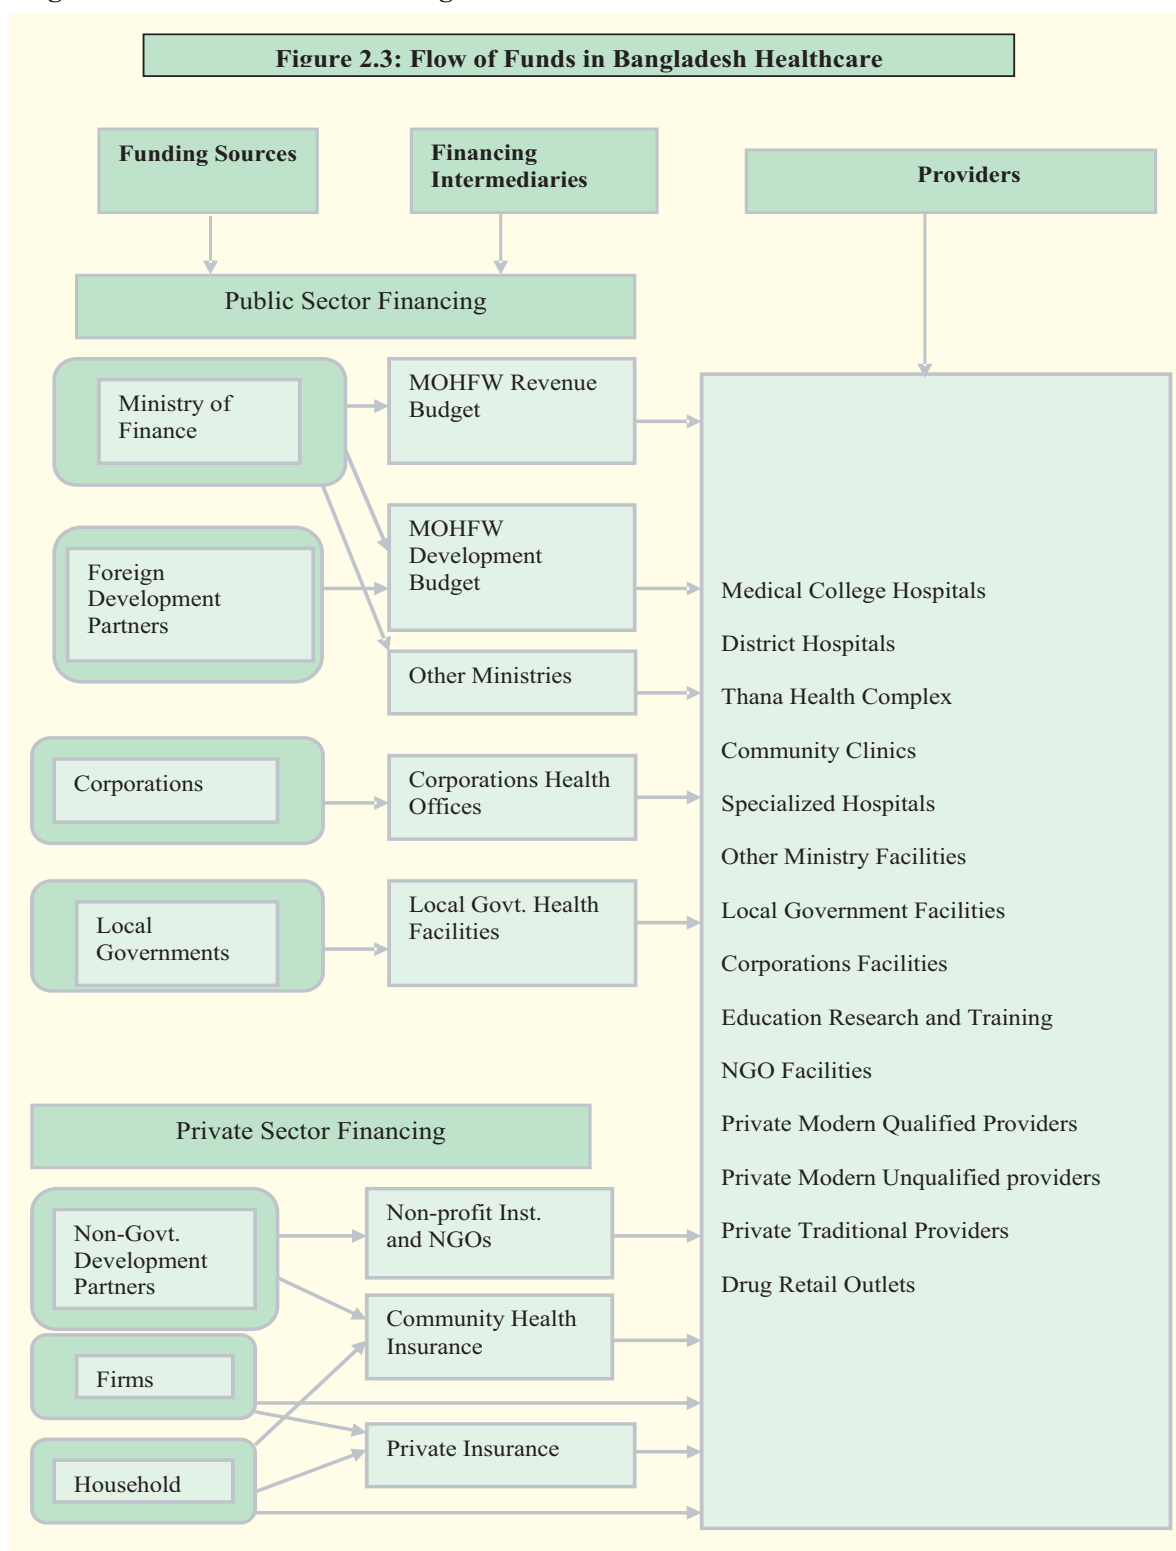 Figure 2.3: Flow of Funds in Bangladesh Healthcare
Funding Sources
Financing
Intermediaries
Providers
Public Sector Financing
Ministry of
Finance
MOHFW Revenue
Budget
Foreign
Development
Partners
MOHFW
Development
Budget
Other Ministries
Corporations
Corporations Health
Offices
Local
Governments
Local Govt. Health
Facilities
Private Sector Financing
Non-Govt.
Development
Partners
Non-profit Inst.
and NGOs
Community Health
Insurance
Firms
Private Insurance
Household
Medical College Hospitals
District Hospitals
Thana Health Complex
Community Clinics
Specialized Hospitals
Other Ministry Facilities
Local Government Facilities
Corporations Facilities
Education Research and Training
NGO Facilities
Private Modern Qualified Providers
Private Modern Unqualified providers
Private Traditional Providers
Drug Retail Outlets